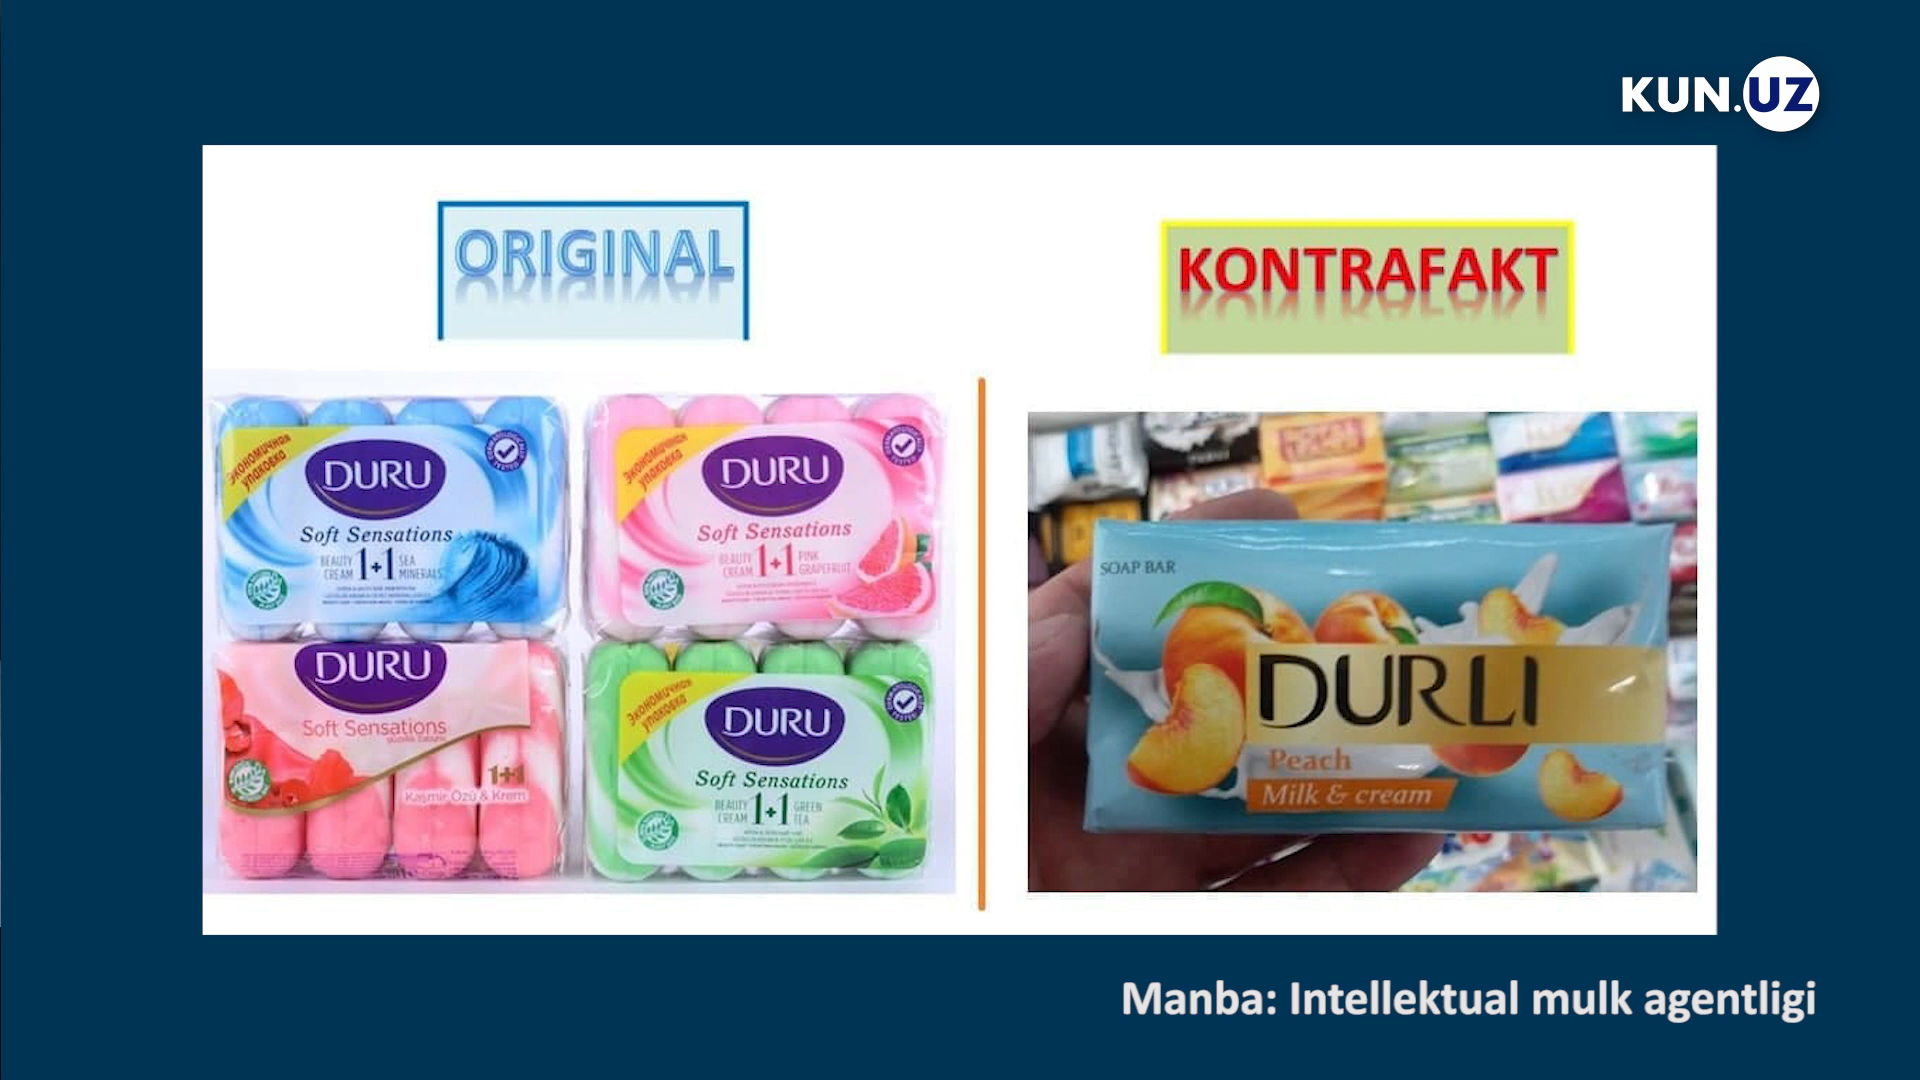 KUN.UZ
ORIGINAL
KONTRAFAKT
ЭКОНОМИЧНАЯ
упаковка
DURU
Soft Sensations
BEAUTY
CREAM
1+1
SEA
MINERALS
ЭКОНОМИЧНАЯ
упаковка
DURU
Soft Sensations
BEAUTY
CREAM
1+1
PINK
GRAPEFRUIT
DURU
Soft Sensations
1+1
Kaşmir Özü & Krem
ЭКОНОМИЧНАЯ
упаковка
DURU
Soft Sensations
BEAUTY
CREAM
1+1
GREEN
TEA
SOAP BAR
DURLI
Peach
Milk & cream
Manba: Intellektual mulk agentligi